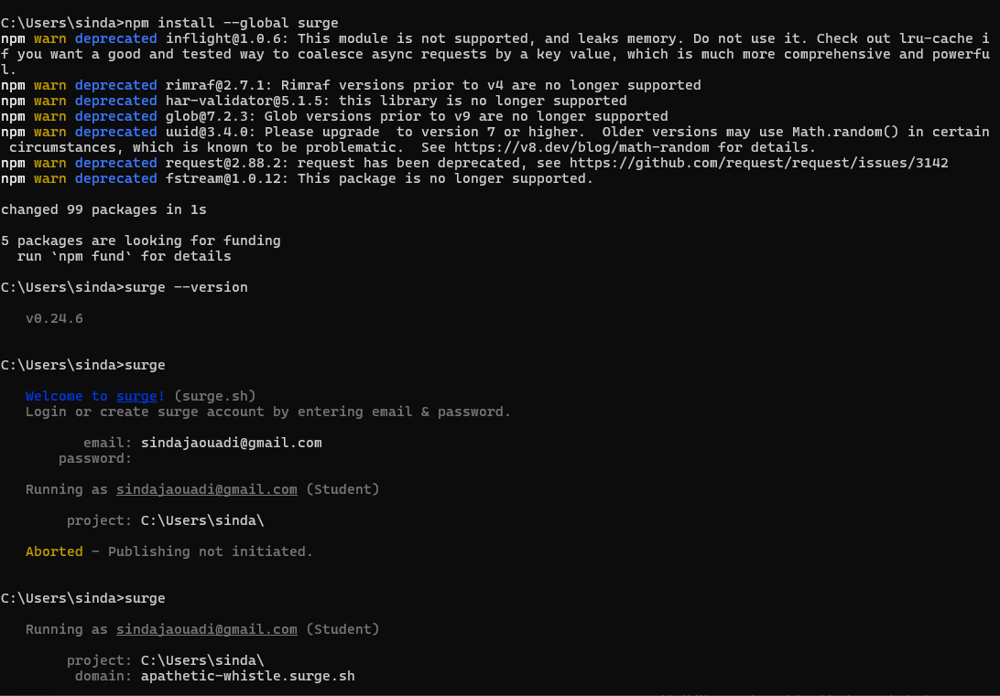 C:\Users\sinda>npm install --global surge
npm warn deprecated inflight@1.0.6: This module is not supported, and leaks memory. Do not use it. Check out lru-cache i
f you want a good and tested way to coalesce async requests by a key value, which is much more comprehensive and powerfu
l.
npm warn deprecated rimraf@2.7.1: Rimraf versions prior to v4 are no longer supported
npm warn deprecated har-validator@5.1.5: this library is no longer supported
npm warn deprecated glob@7.2.3: Glob versions prior to v9 are no longer supported
npm warn deprecated uuid@3.4.0: Please upgrade  to version 7 or higher.  Older versions may use Math.random() in certain
 circumstances, which is known to be problematic.  See https://v8.dev/blog/math-random for details.
npm warn deprecated request@2.88.2: request has been deprecated, see https://github.com/request/request/issues/3142
npm warn deprecated fstream@1.0.12: This package is no longer supported.

changed 99 packages in 1s

5 packages are looking for funding
  run `npm fund` for details

C:\Users\sinda>surge --version

   v0.24.6

C:\Users\sinda>surge

   Welcome to surge! (surge.sh)
   Login or create surge account by entering email & password.

          email: sindajaouadi@gmail.com
       password:

   Running as sindajaouadi@gmail.com (Student)

        project: C:\Users\sinda\

   Aborted - Publishing not initiated.

C:\Users\sinda>surge

   Running as sindajaouadi@gmail.com (Student)

        project: C:\Users\sinda\
         domain: apathetic-whistle.surge.sh